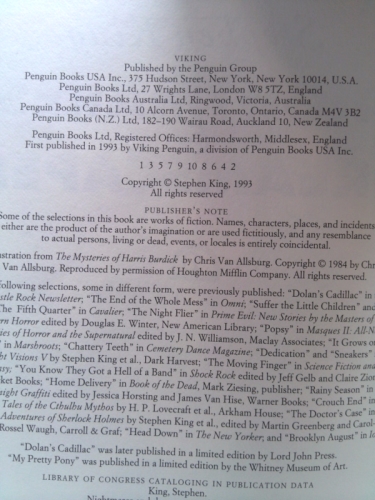 VIKING
Published by the Penguin Group
Penguin Books USA Inc., 375 Hudson Street, New York, New York 10014, U.S.A.
Penguin Books Ltd, 27 Wrights Lane, London W8 5TZ, England
Penguin Books Australia Ltd, Ringwood, Victoria, Australia
Penguin Books Canada Ltd, 10 Alcorn Avenue, Toronto, Ontario, Canada M4V 3B2
Penguin Books (N.Z.) Ltd, 182–190 Wairau Road, Auckland 10, New Zealand
Penguin Books Ltd, Registered Offices: Harmondsworth, Middlesex, England
First published in 1993 by Viking Penguin, a division of Penguin Books USA Inc.
1 3 5 7 9 10 8 6 4 2
Copyright © Stephen King, 1993
All rights reserved
PUBLISHER'S NOTE
Some of the selections in this book are works of fiction. Names, characters, places, and incidents
either are the product of the author's imagination or are used fictitiously, and any resemblance
to actual persons, living or dead, events, or locales is entirely coincidental.
stration from The Mysteries of Harris Burdick by Chris Van Allsburg. Copyright © 1984 by Chris
Van Allsburg. Reproduced by permission of Houghton Mifflin Company. All rights reserved.
following selections, some in different form, were previously published: "Dolan's Cadillac" in
stle Rock Newsletter; "The End of the Whole Mess" in Omni; "Suffer the Little Children" and
The Fifth Quarter" in Cavalier; "The Night Flier" in Prime Evil: New Stories by the Masters of
ern Horror edited by Douglas E. Winter, New American Library; "Popsy" in Masques II: All-N
ies of Horror and the Supernatural edited by J. N. Williamson, Maclay Associates; "It Grows o
" in Marshroots; "Chattery Teeth" in Cemetery Dance Magazine; "Dedication" and "Sneakers"
ght Visions V by Stephen King et al., Dark Harvest; "The Moving Finger" in Science Fiction an
sy; "You Know They Got a Hell of a Band" in Shock Rock edited by Jeff Gelb and Claire Zion
ket Books; "Home Delivery" in Book of the Dead, Mark Ziesing, publisher; "Rainy Season" in
night Graffiti edited by Jessica Horsting and James Van Hise, Warner Books; "Crouch End" in
Tales of the Cthulhu Mythos by H. P. Lovecraft et al., Arkham House; "The Doctor's Case" in
Adventures of Sherlock Holmes by Stephen King et al., edited by Martin Greenberg and Carol-
Rossel Waugh, Carroll & Graf; "Head Down" in The New Yorker; and "Brooklyn August" in
"Dolan's Cadillac" was later published in a limited edition by Lord John Press.
"My Pretty Pony" was published in a limited edition by the Whitney Museum of Art.
LIBRARY OF CONGRESS CATALOGING IN PUBLICATION DATA
King, Stephen.